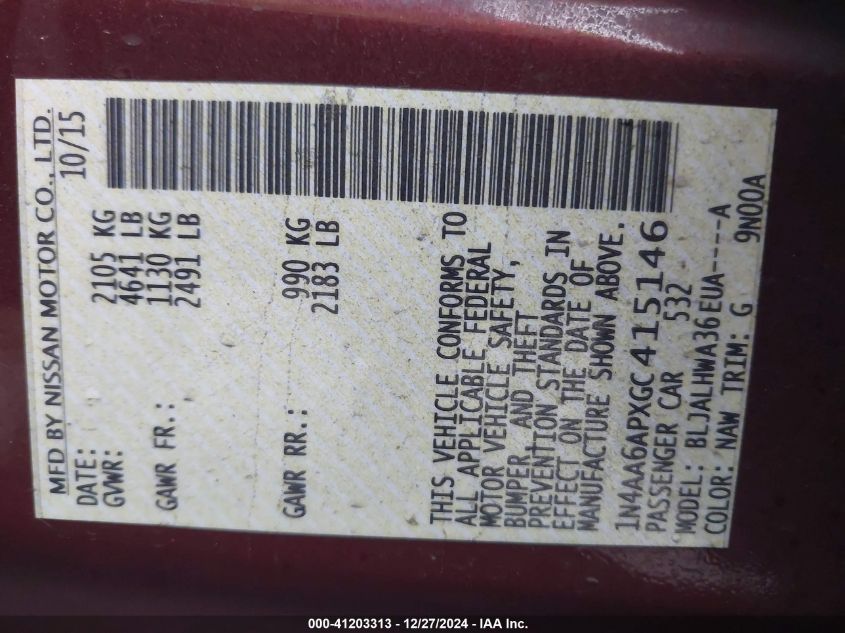 MFD BY NISSAN MOTOR CO., LTD.
DATE: 10/15
GVWR: 2105 KG
4641 LB
GAWR FR.: 1130 KG
2491 LB
GAWR RR.: 990 KG
2183 LB
THIS VEHICLE CONFORMS TO
ALL APPLICABLE FEDERAL
MOTOR VEHICLE SAFETY,
BUMPER, AND THEFT
PREVENTION STANDARDS IN
EFFECT ON THE DATE OF
MANUFACTURE SHOWN ABOVE.
1N4AA6APXGC415146
PASSENGER CAR 532
MODEL: BLJALHWA36EUA----A
COLOR: NAW TRIM: G 9N00A
000-41203313 - 12/27/2024 - IAA Inc.